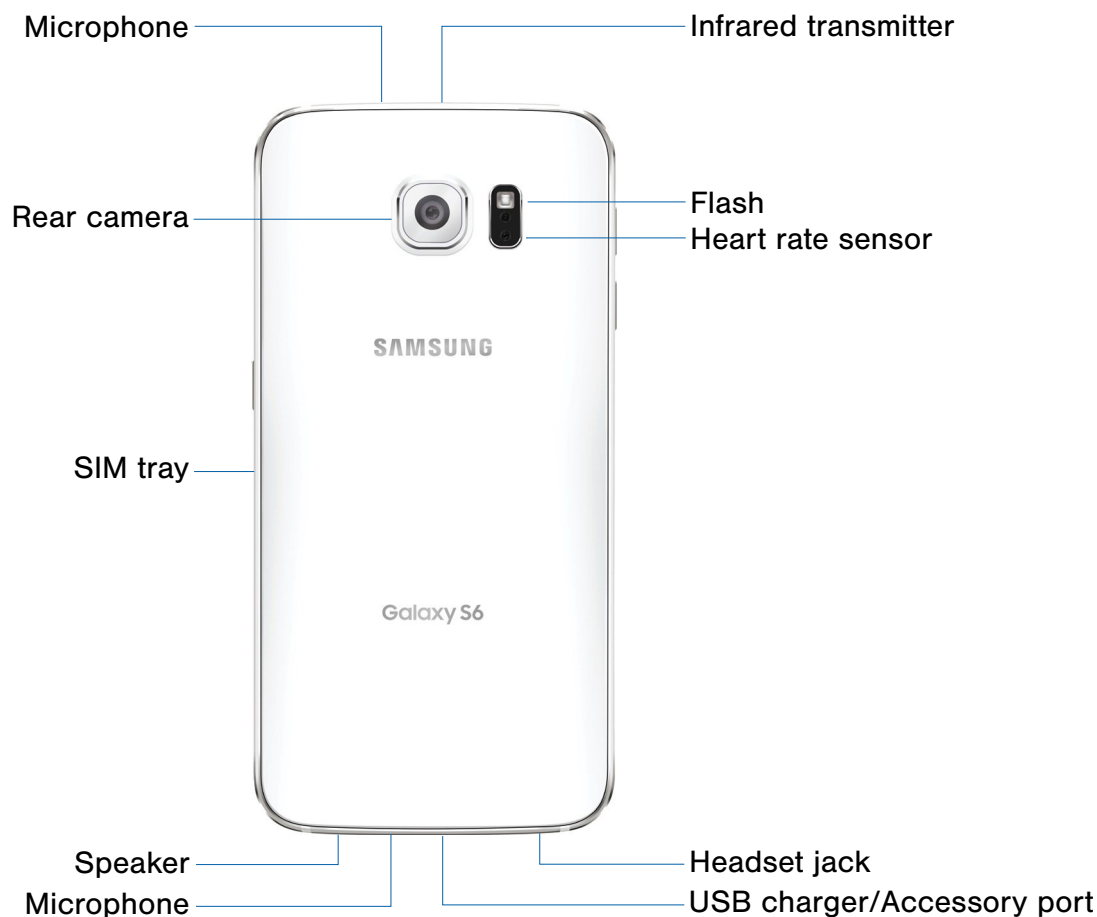 Microphone
Infrared transmitter
Rear camera
Flash
Heart rate sensor
SAMSUNG
SIM tray
Galaxy S6
Speaker
Headset jack
Microphone
USB charger/Accessory port